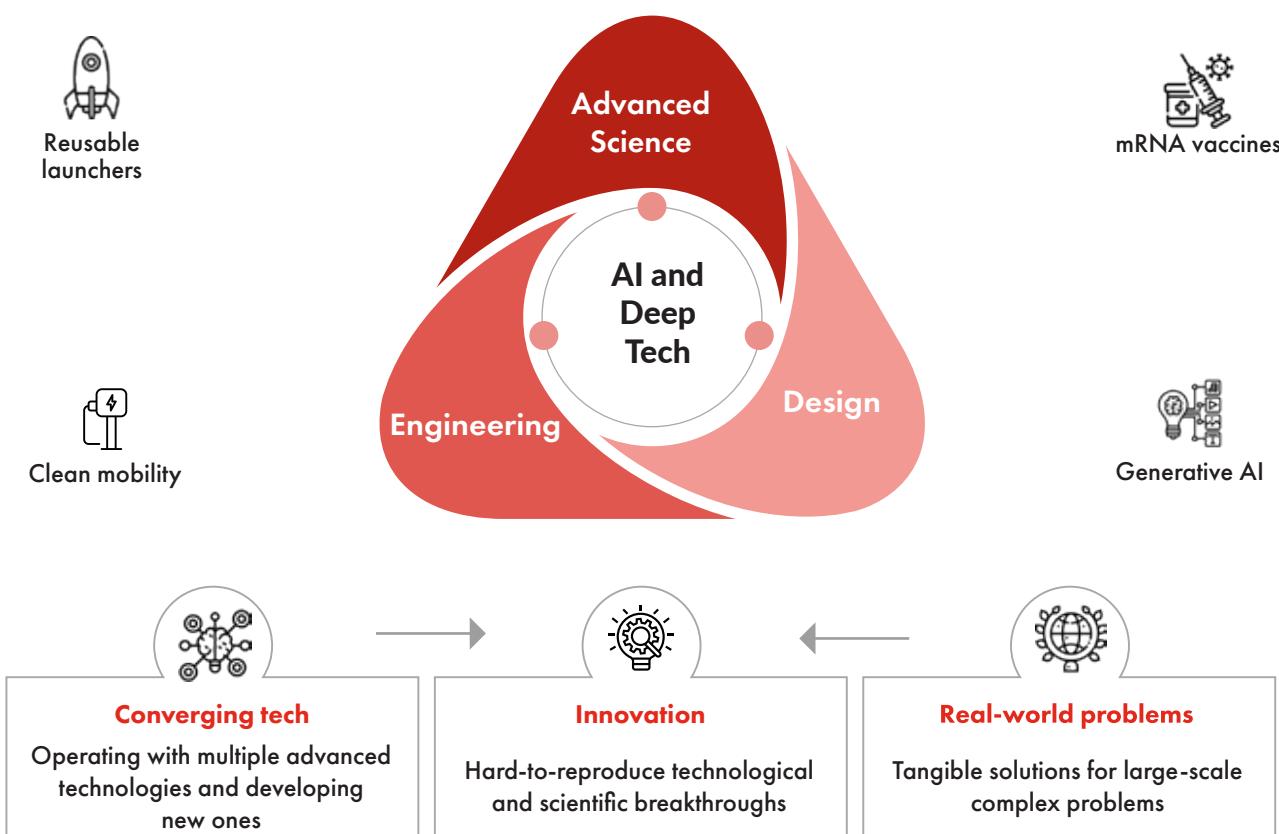 Advanced
Science
Reusable
launchers
mRNA vaccines
AI and
Deep
Tech
Design
Engineering
Clean mobility
Generative AI
Converging tech
Operating with multiple advanced
technologies and developing
new ones
Innovation
Hard-to-reproduce technological
and scientific breakthroughs
Real-world problems
Tangible solutions for large-scale
complex problems